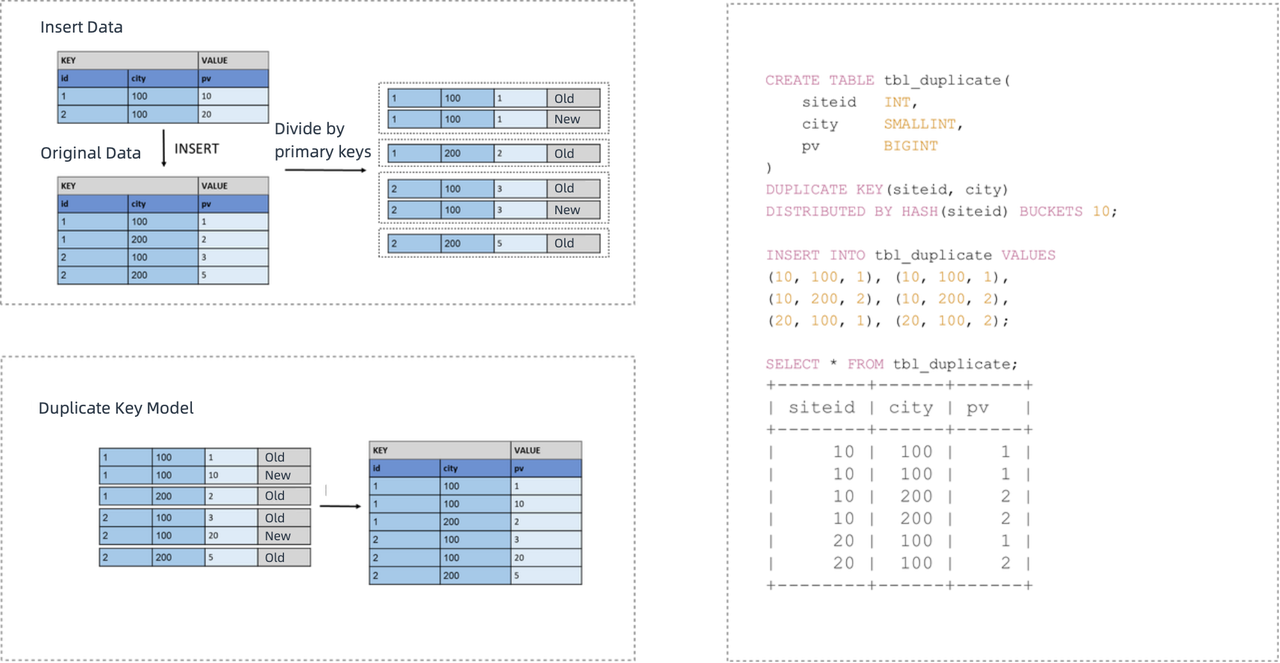 Insert Data
KEY VALUE
id city pv
1 100 10
2 100 20
Original Data
INSERT
KEY VALUE
id city pv
1 100 1
1 200 2
2 100 3
2 200 5
Divide by
primary keys
1 100 1 Old
1 100 1 New
1 200 2 Old
2 100 3 Old
2 100 3 New
2 200 5 Old
Duplicate Key Model
1 100 1 Old
1 100 10 New
1 200 2 Old
2 100 3 Old
2 100 20 New
2 200 5 Old
KEY VALUE
id city pv
1 100 1
1 100 10
1 200 2
2 100 3
2 100 20
2 200 5
CREATE TABLE tbl_duplicate(
siteid INT,
city SMALLINT,
pv BIGINT
)
DUPLICATE KEY(siteid, city)
DISTRIBUTED BY HASH(siteid) BUCKETS 10;
INSERT INTO tbl_duplicate VALUES
(10, 100, 1), (10, 100, 1),
(10, 200, 2), (10, 200, 2),
(20, 100, 1), (20, 100, 2);
SELECT * FROM tbl_duplicate;
+--------+------+------+
| siteid | city | pv |
+--------+------+------+
| 10 | 100 | 1 |
| 10 | 100 | 1 |
| 10 | 200 | 2 |
| 10 | 200 | 2 |
| 20 | 100 | 1 |
| 20 | 100 | 2 |
+--------+------+------+